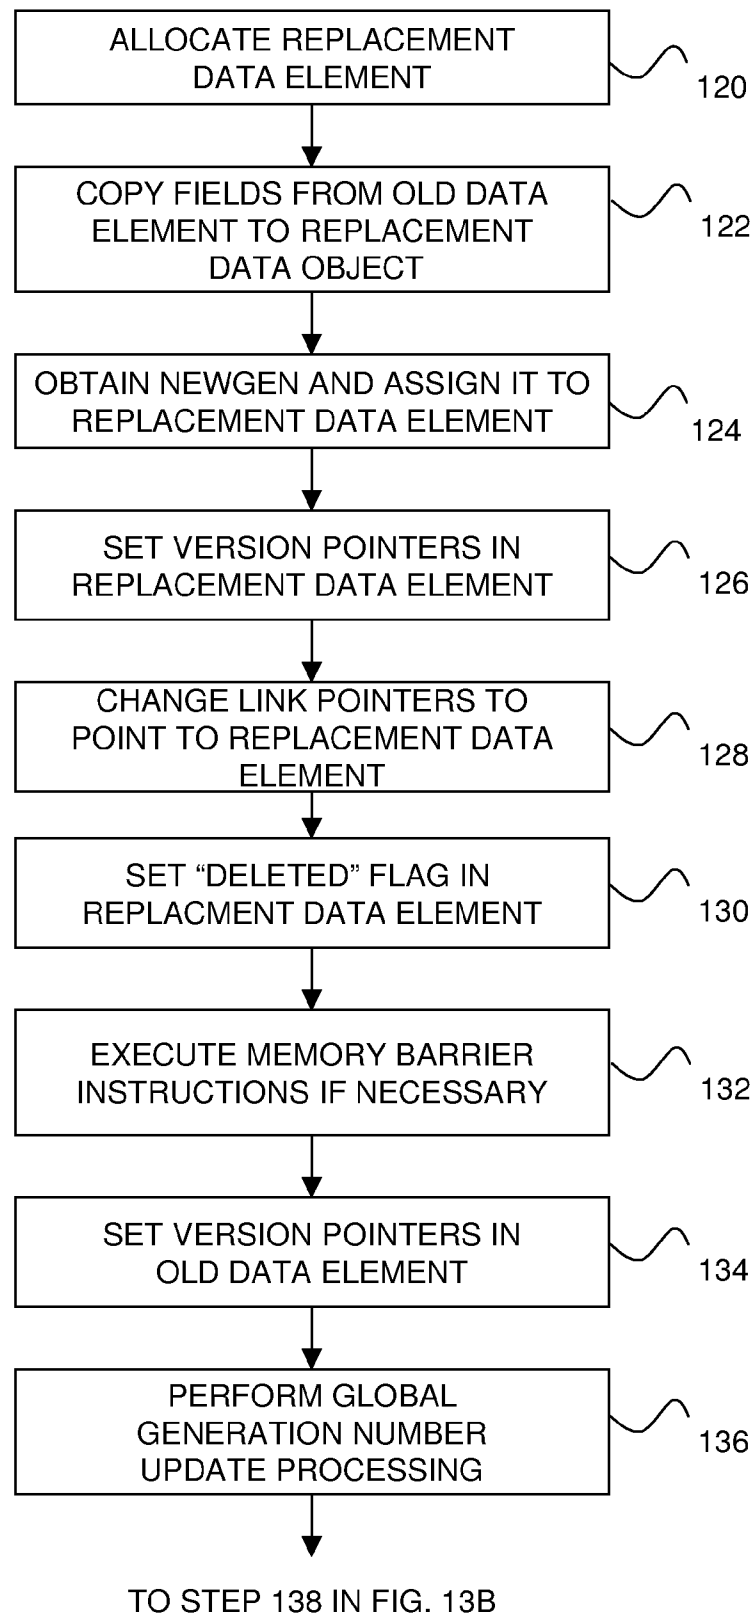 ALLOCATE REPLACEMENT
DATA ELEMENT
120
COPY FIELDS FROM OLD DATA
ELEMENT TO REPLACEMENT
DATA OBJECT
122
OBTAIN NEWGEN AND ASSIGN IT TO
REPLACEMENT DATA ELEMENT
124
SET VERSION POINTERS IN
REPLACEMENT DATA ELEMENT
126
CHANGE LINK POINTERS TO
POINT TO REPLACEMENT DATA
ELEMENT
128
SET “DELETED” FLAG IN
REPLACMENT DATA ELEMENT
130
EXECUTE MEMORY BARRIER
INSTRUCTIONS IF NECESSARY
132
SET VERSION POINTERS IN
OLD DATA ELEMENT
134
PERFORM GLOBAL
GENERATION NUMBER
UPDATE PROCESSING
136
TO STEP 138 IN FIG. 13B